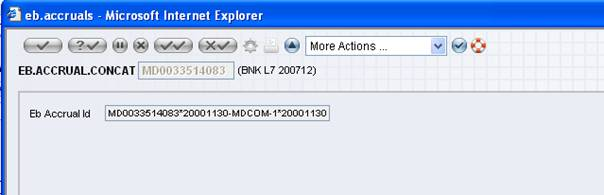 eb.accruals - Microsoft Internet Explorer
More Actions ...
EB.ACCRUAL.CONCAT MD0033514083 (BNK L7 200712)
Eb Accrual Id MD0033514083*20001130-MDCOM-1*20001130